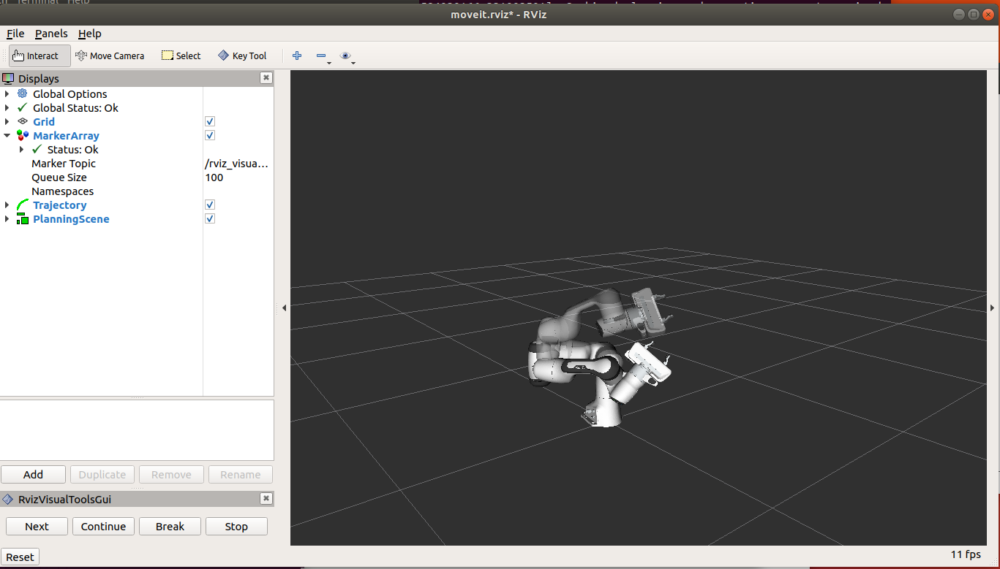 moveit.rviz* - RViz
File Panels Help
Interact Move Camera Select Key Tool
Displays
Global Options
Global Status: Ok
Grid
MarkerArray
Status: Ok
Marker Topic /rviz_visua...
Queue Size 100
Namespaces
Trajectory
PlanningScene
Add Duplicate Remove Rename
RvizVisualToolsGui
Next Continue Break Stop
Reset 11 fps